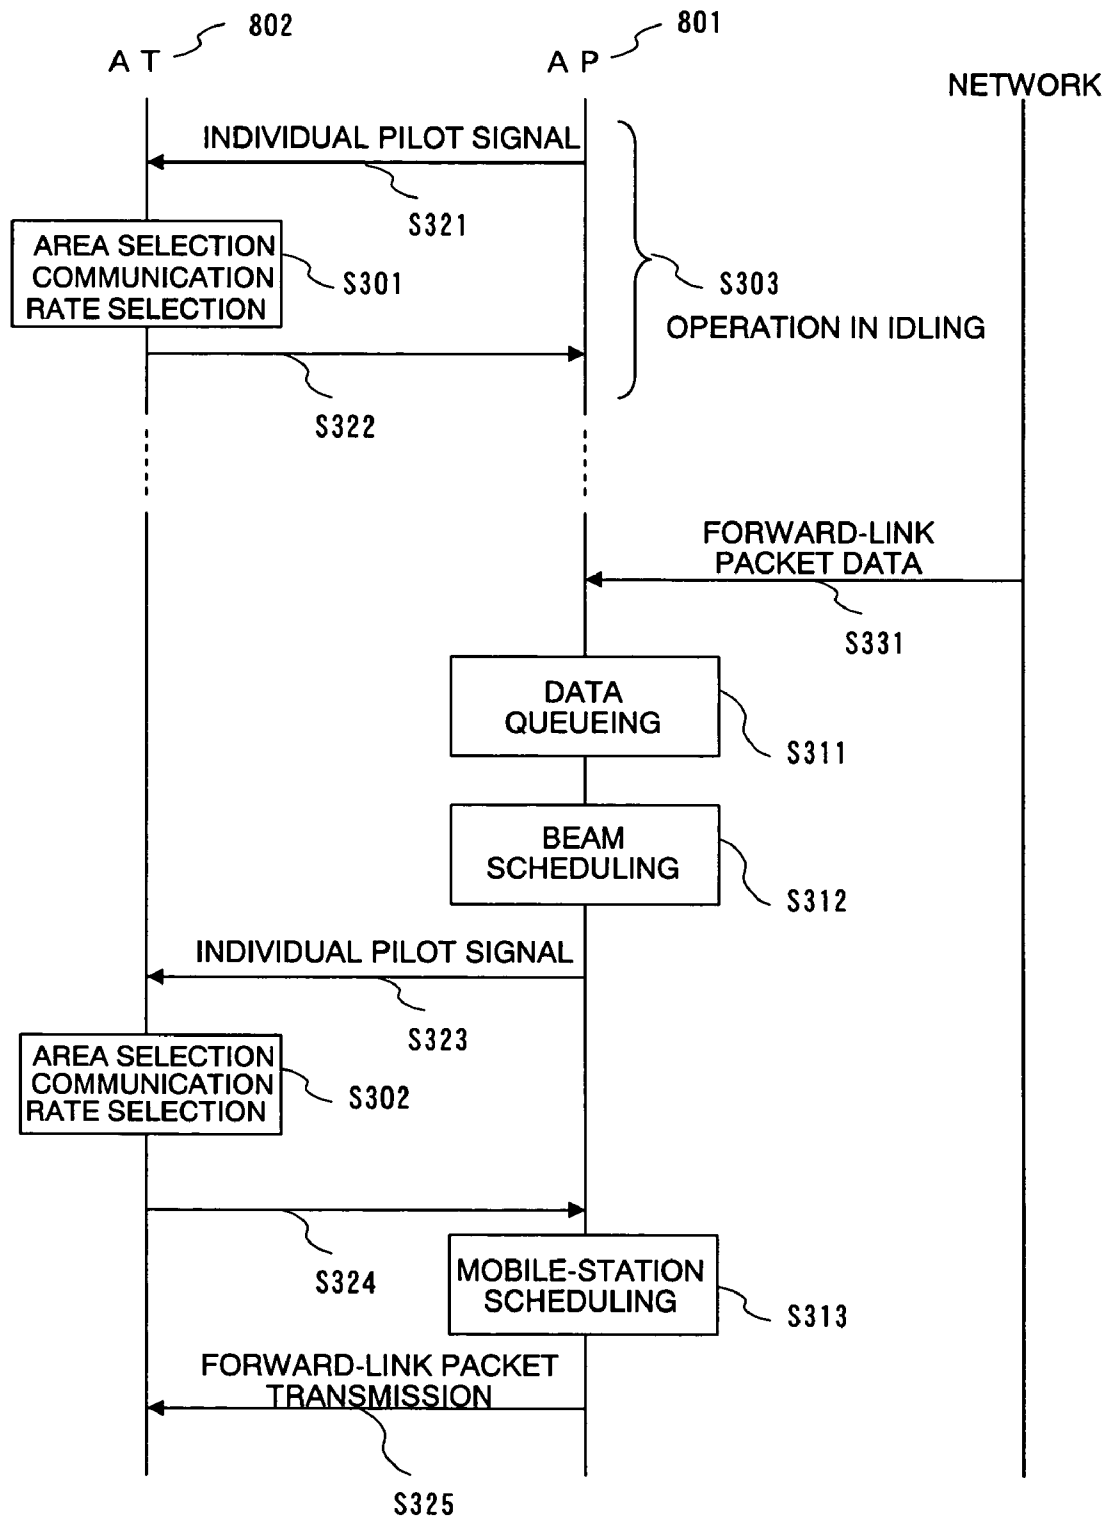 802
801
AT
AP
NETWORK
INDIVIDUAL PILOT SIGNAL
S321
AREA SELECTION
COMMUNICATION
RATE SELECTION
S301
S303
OPERATION IN IDLING
S322
FORWARD-LINK
PACKET DATA
S331
DATA
QUEUEING
S311
BEAM
SCHEDULING
S312
INDIVIDUAL PILOT SIGNAL
S323
AREA SELECTION
COMMUNICATION
RATE SELECTION
S302
S324
MOBILE-STATION
SCHEDULING
S313
FORWARD-LINK PACKET
TRANSMISSION
S325